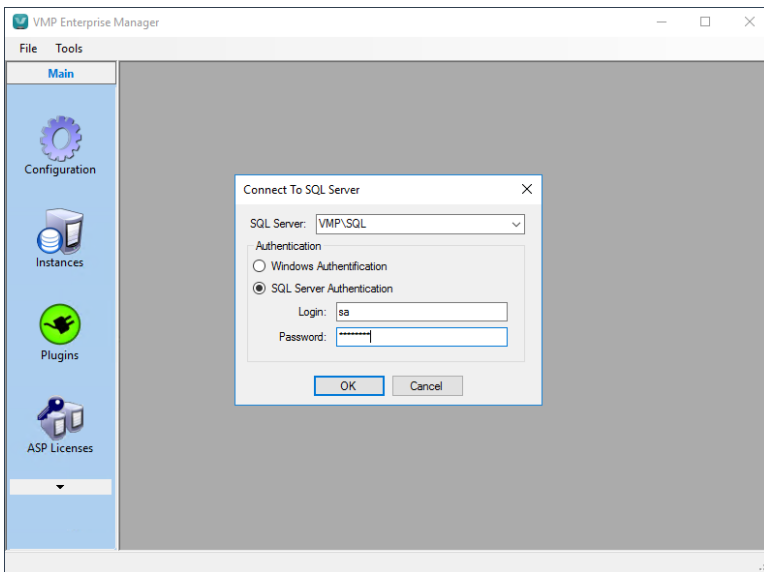 VMP Enterprise Manager
File Tools
Main
Configuration
Instances
Plugins
ASP Licenses
Connect To SQL Server
SQL Server: VMP\SQL
Authentication
Windows Authentification
SQL Server Authentication
Login: sa
Password: ********
OK Cancel